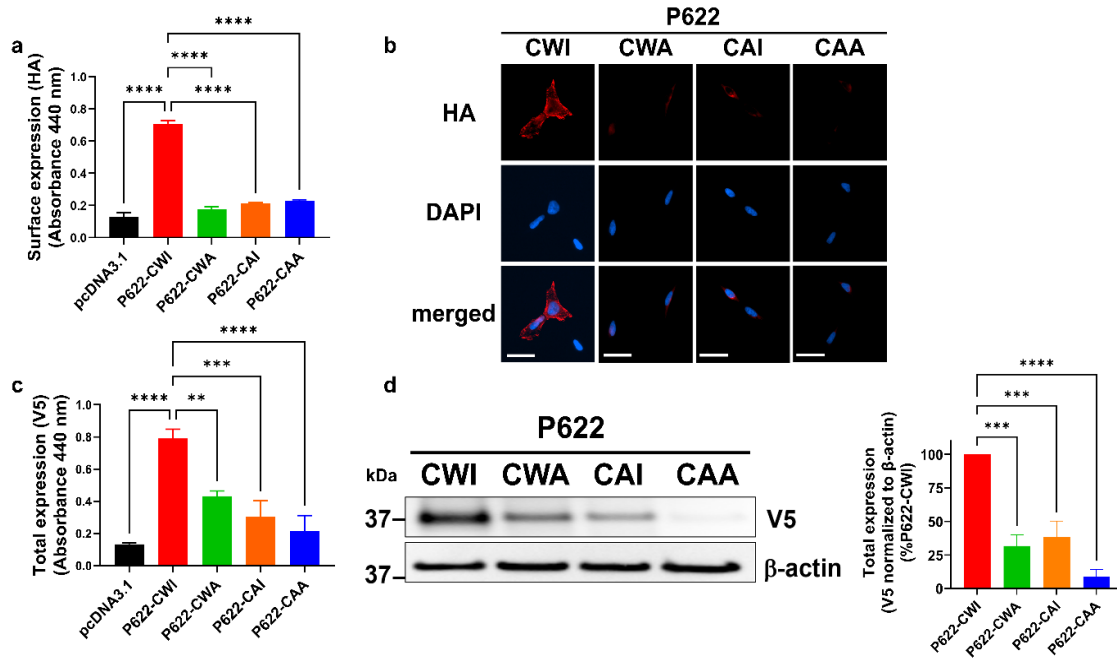 a
Surface expression (HA)
(Absorbance 440 nm)
1.0
0.8
0.6
0.4
0.2
0.0
****
****
****
****
pcDNA3.1
P622-CWI
P622-CWA
P622-CAI
P622-CAA
b
P622
CWI CWA CAI CAA
HA
DAPI
merged
c
Total expression (V5)
(Absorbance 440 nm)
1.0
0.8
0.6
0.4
0.2
0.0
****
***
**** **
pcDNA3.1
P622-CWI
P622-CWA
P622-CAI
P622-CAA
d
P622
kDa CWI CWA CAI CAA
37 V5
37 β-actin
Total expression
(V5 normalized to β-actin)
(%P622-CWI)
100
75
50
25
0
****
***
***
P622-CWI
P622-CWA
P622-CAI
P622-CAA